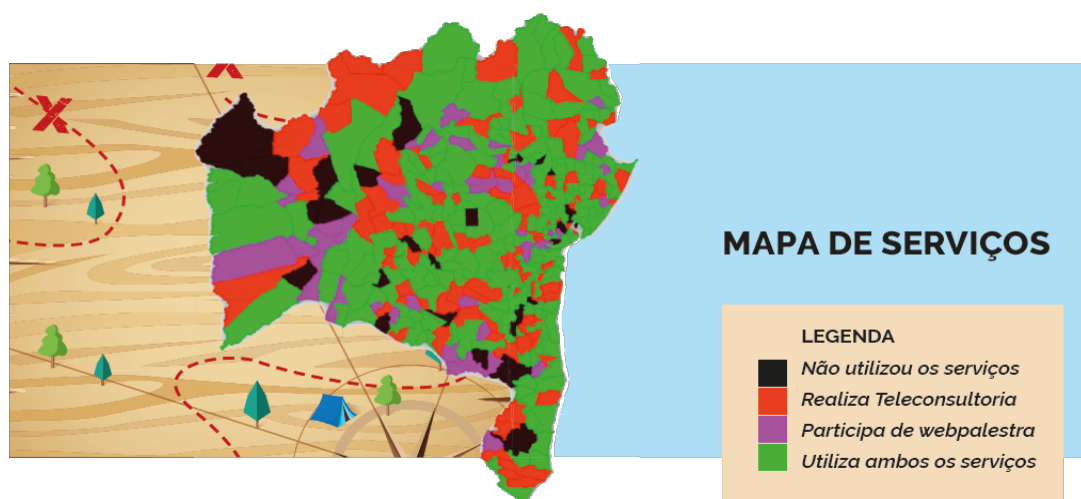 MAPA DE SERVIÇOS
LEGENDA
Não utilizou os serviços
Realiza Teleconsultoria
Participa de webpalestra
Utiliza ambos os serviços